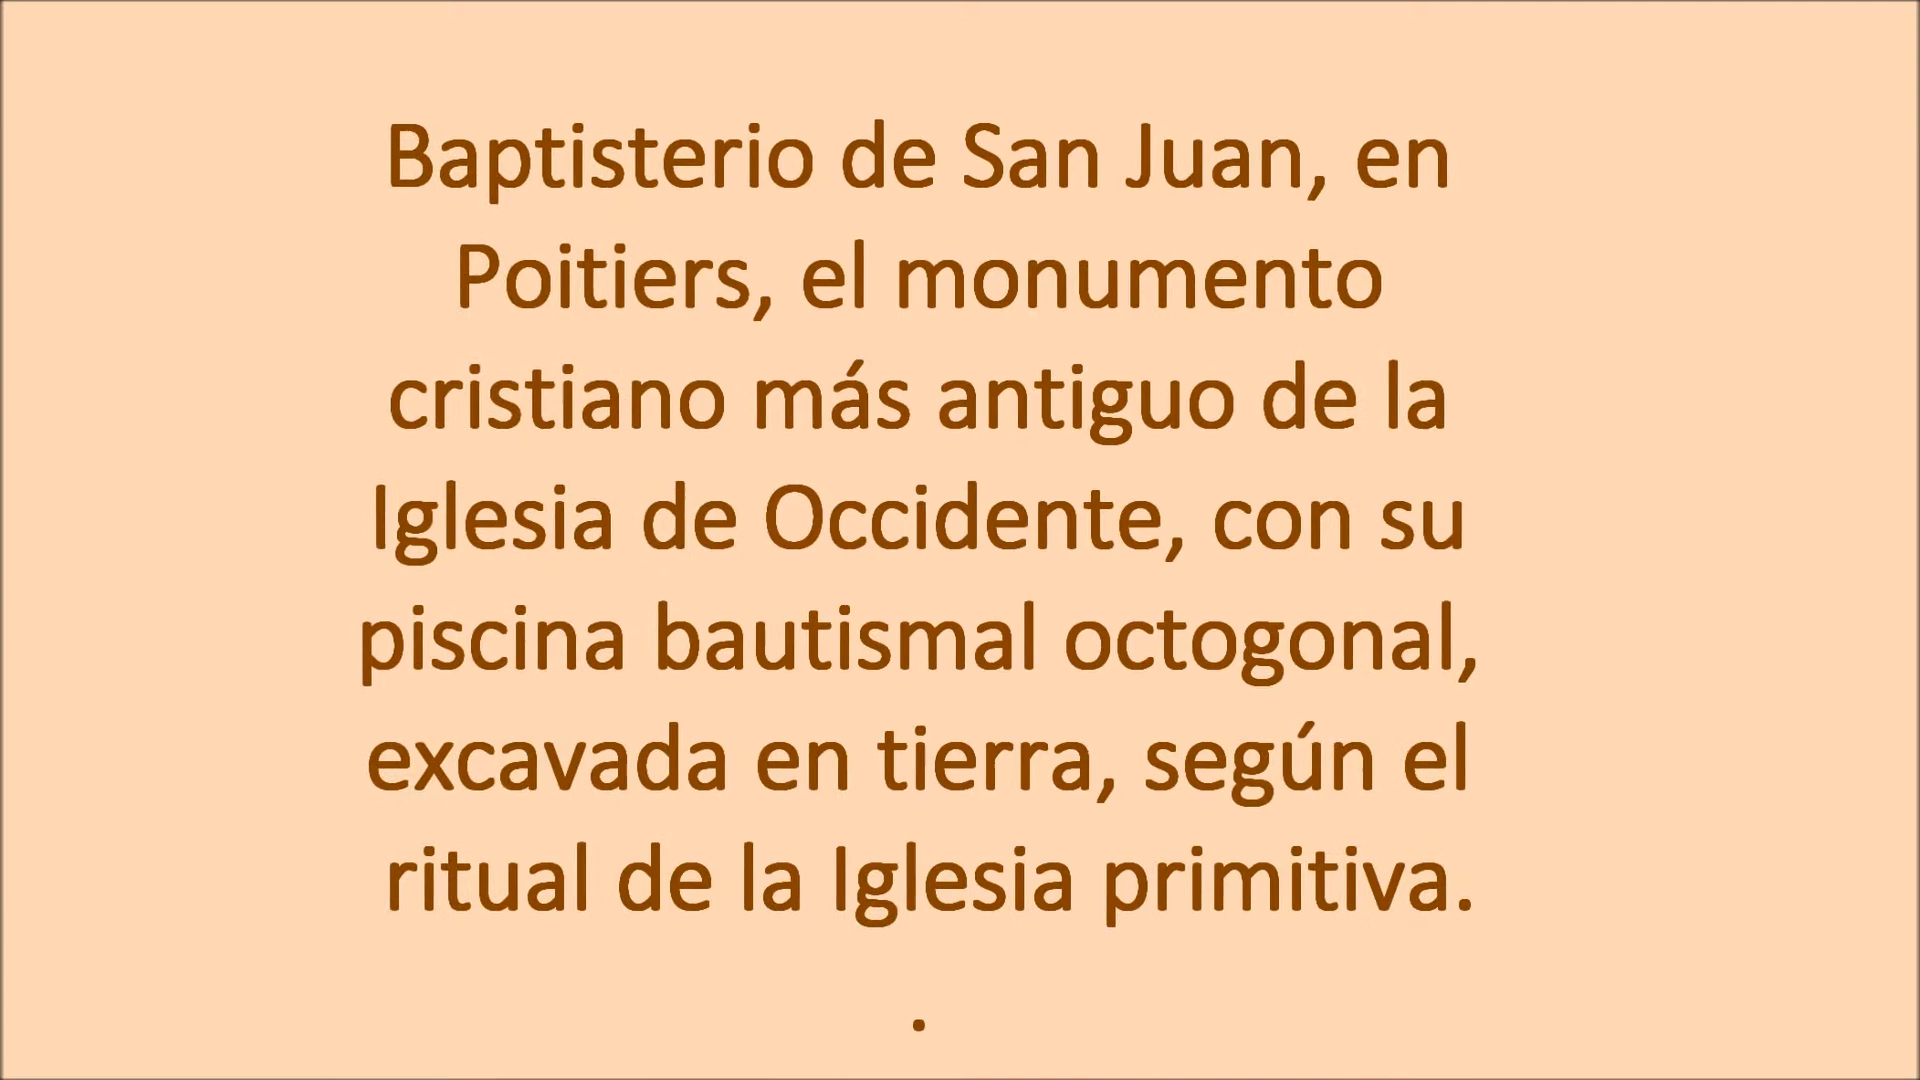 Baptisterio de San Juan, en
Poitiers, el monumento
cristiano más antiguo de la
Iglesia de Occidente, con su
piscina bautismal octogonal,
excavada en tierra, según el
ritual de la Iglesia primitiva.
.